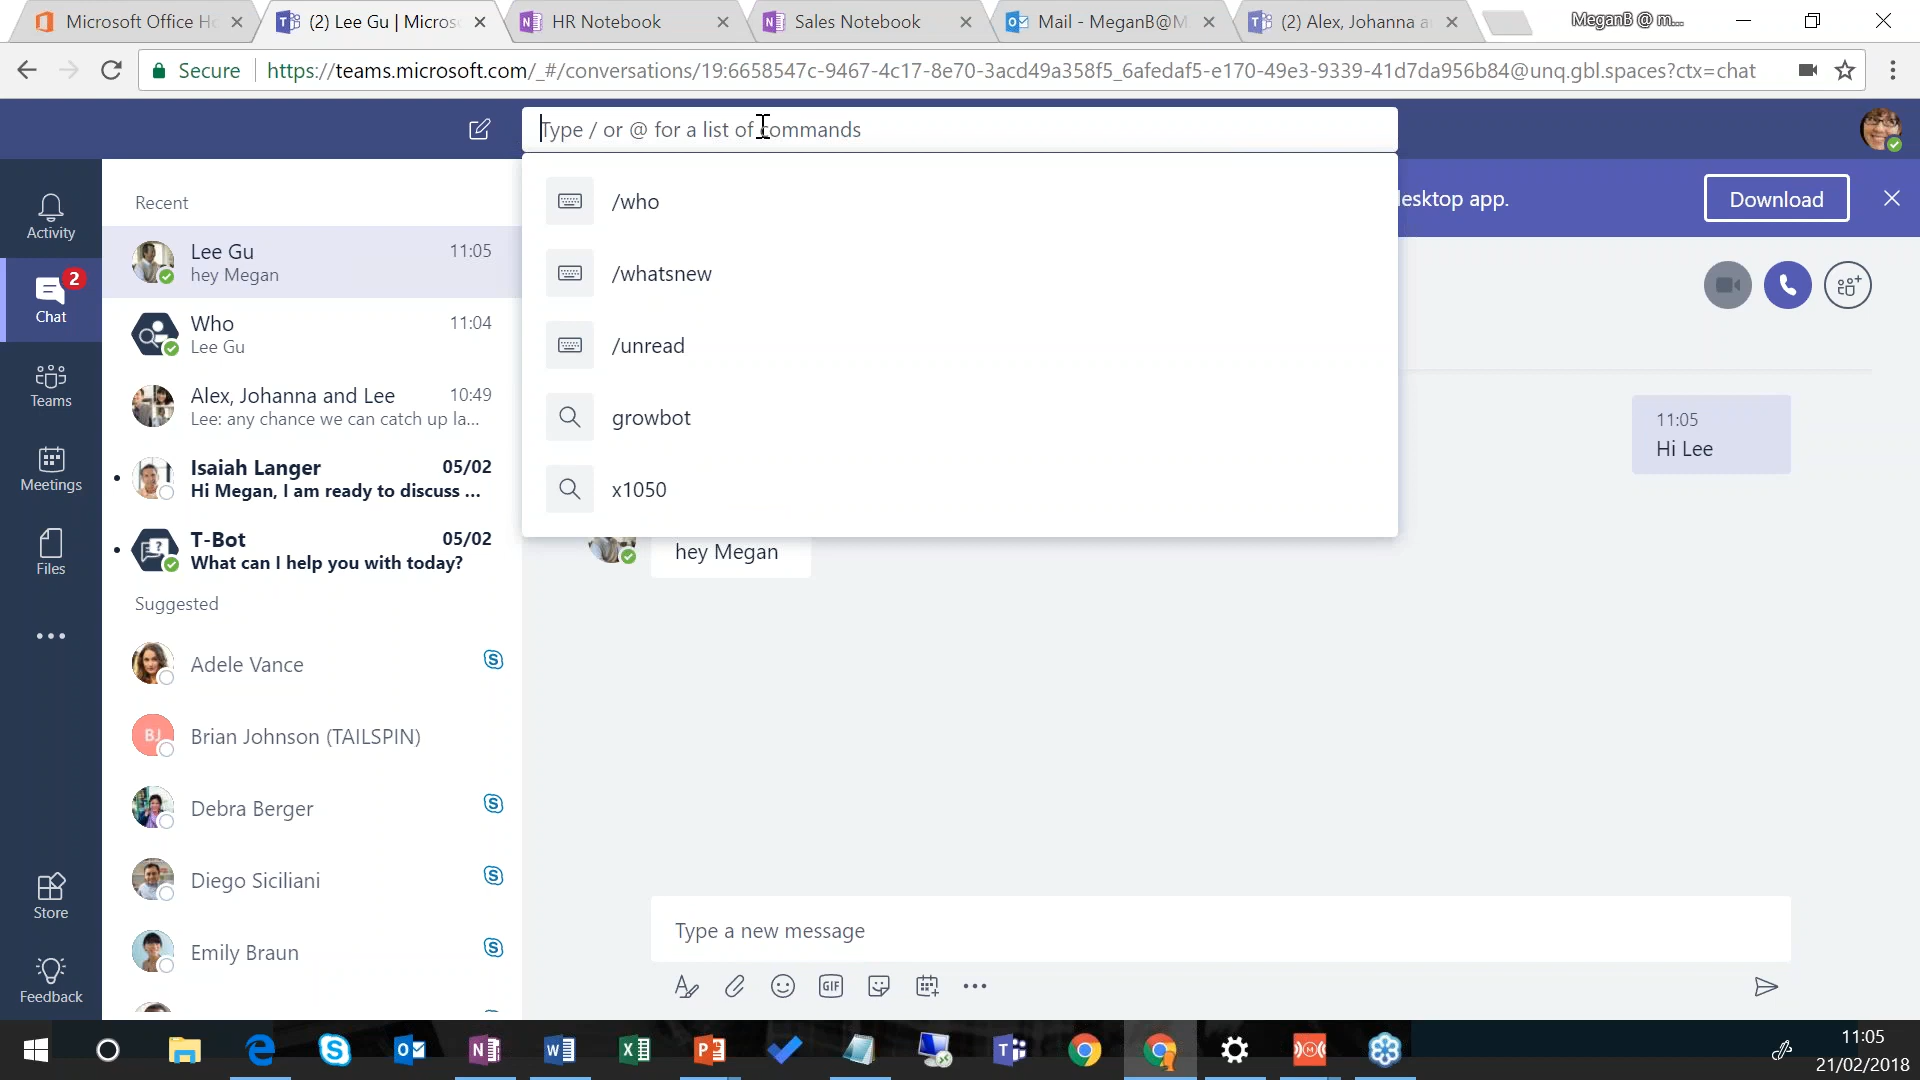 Microsoft Office Ho
(2) Lee Gu | Micros
HR Notebook
Sales Notebook
Mail - MeganB@M
(2) Alex, Johanna a
MeganB @ m...
Secure
https://teams.microsoft.com/_#/conversations/19:6658547c-9467-4c17-8e70-3acd49a358f5_6afedaf5-e170-49e3-9339-41d7da956b84@unq.gbl.spaces?ctx=chat
Type / or @ for a list of commands
/who
/whatsnew
/unread
growbot
x1050
desktop app.
Download
Activity
Chat
2
Teams
Meetings
Files
Store
Feedback
Recent
Lee Gu
11:05
hey Megan
Who
11:04
Lee Gu
Alex, Johanna and Lee
10:49
Lee: any chance we can catch up la...
Isaiah Langer
05/02
Hi Megan, I am ready to discuss ...
T-Bot
05/02
What can I help you with today?
Suggested
Adele Vance
BJ
Brian Johnson (TAILSPIN)
Debra Berger
Diego Siciliani
Emily Braun
11:05
Hi Lee
hey Megan
Type a new message
GIF
11:05
21/02/2018